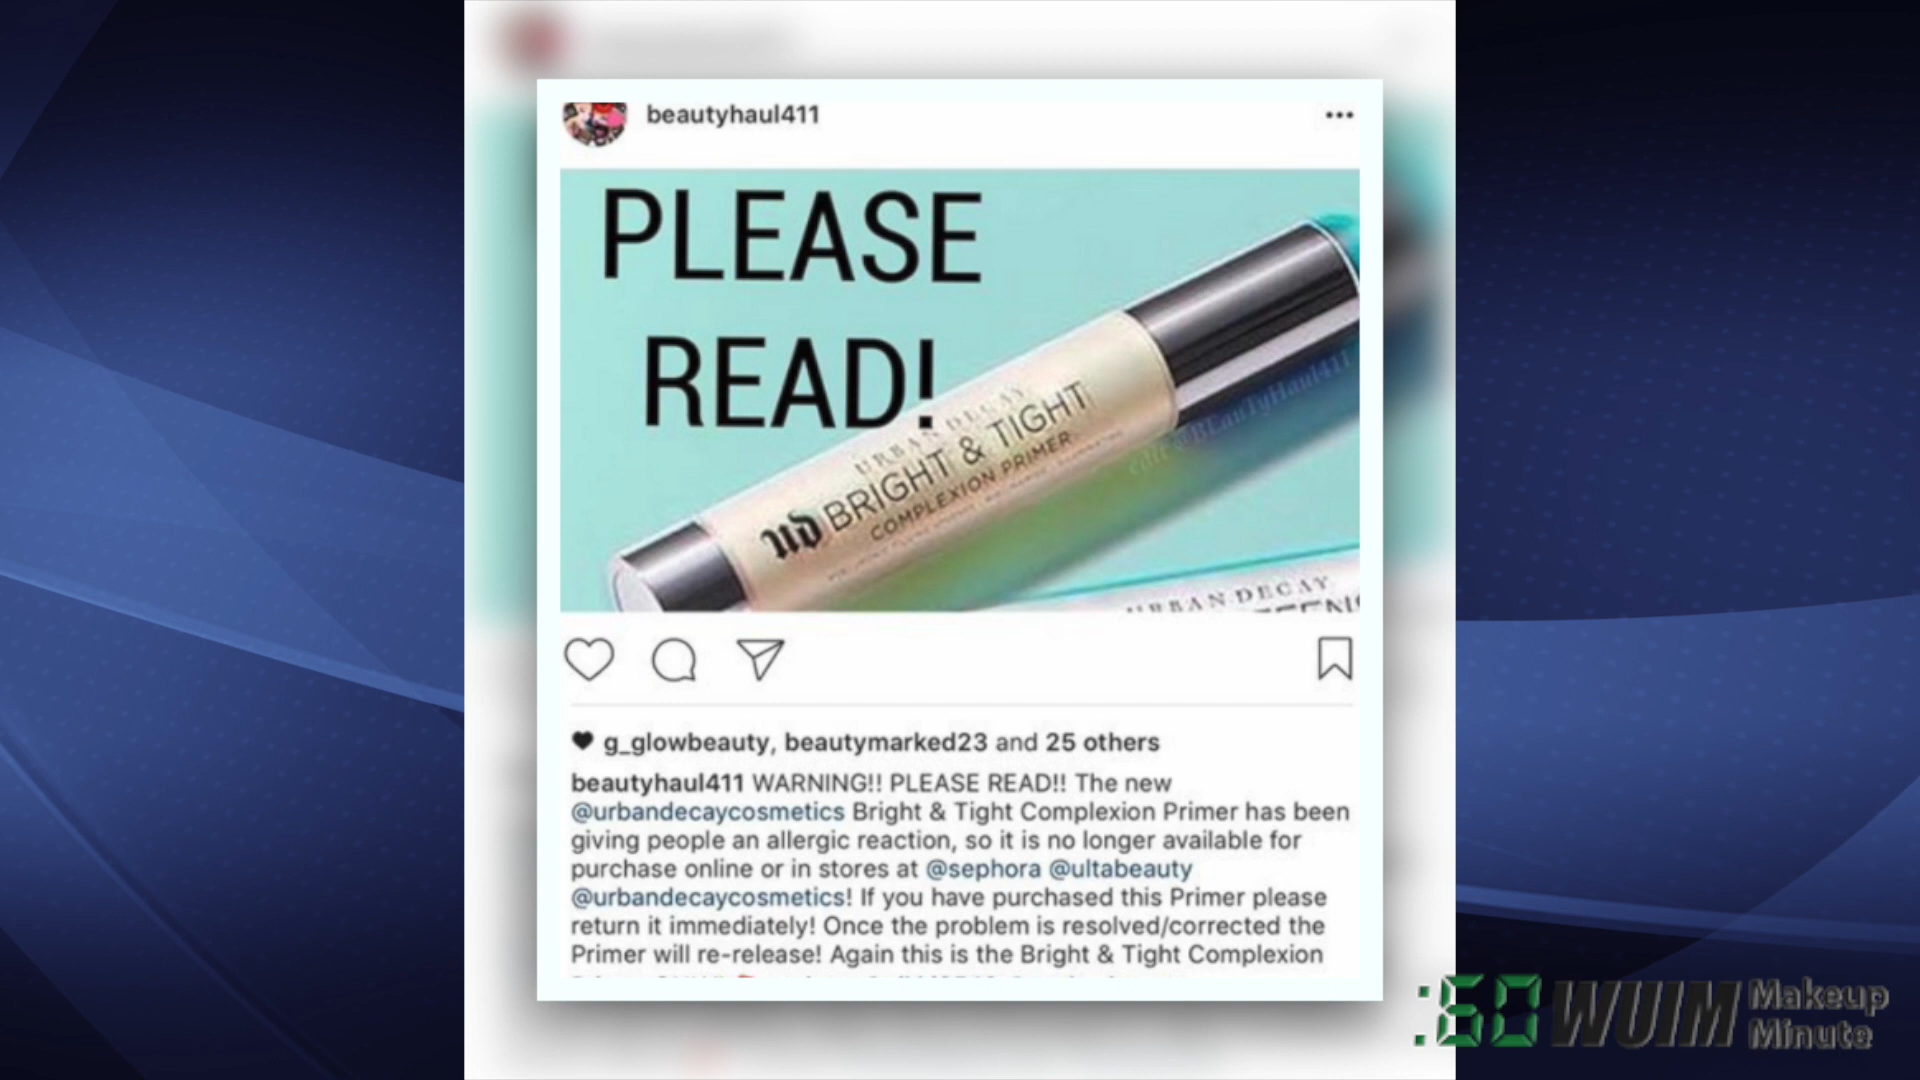 beautyhaul411
PLEASE
READ!
URBAN DECAY
BRIGHT & TIGHT
COMPLEXION PRIMER
UD
URBAN DECAY
g_glowbeauty, beautymarked23 and 25 others
beautyhaul411 WARNING!! PLEASE READ!! The new
@urbandecaycosmetics Bright & Tight Complexion Primer has been
giving people an allergic reaction, so it is no longer available for
purchase online or in stores at @sephora @ultabeauty
@urbandecaycosmetics! If you have purchased this Primer please
return it immediately! Once the problem is resolved/corrected the
Primer will re-release! Again this is the Bright & Tight Complexion
:60 WUIM Makeup
Minute